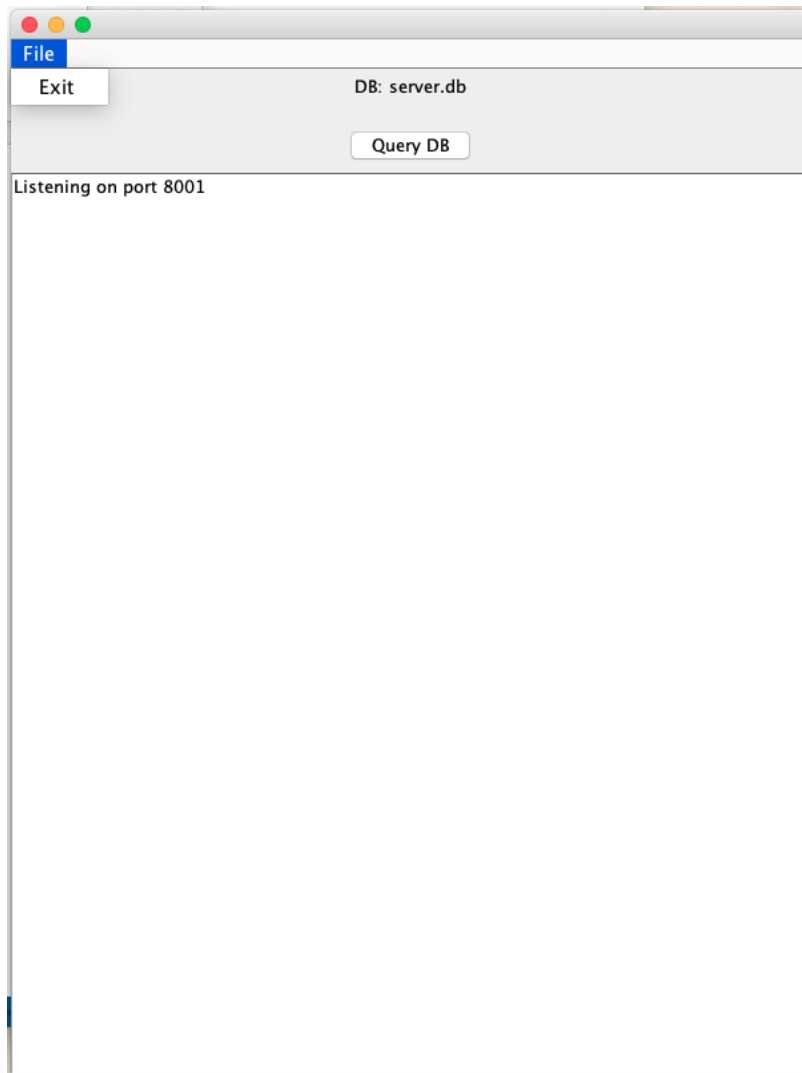 File
Exit
DB: server.db
Query DB
Listening on port 8001